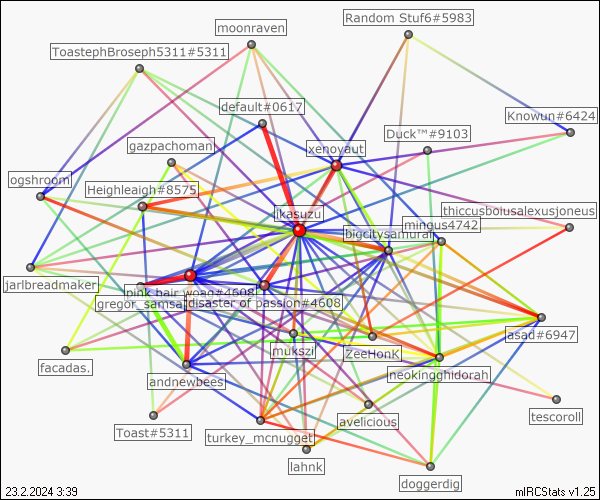 Random Stuf6#5983
moonraven
ToastephBroseph5311#5311
default#0617
Knowun#6424
Duck™#9103
gazpachoman
xenoyaut
ogshroom
Heighleaigh#8575
ikasuzu
thiccusboiusalexusjoneus
mingus4742
bigcitysamurai
jarlbreadmaker
pink hair woag#4608
gregor_samsa
disaster of passion#4608
asad#6947
mukszi
ZeeHonK
facadas.
neokingghidorah
andnewbees
tescoroll
avelicious
Toast#5311
turkey_mcnugget
lahnk
doggerdig
23.2.2024 3:39
mIRCStats v1.25